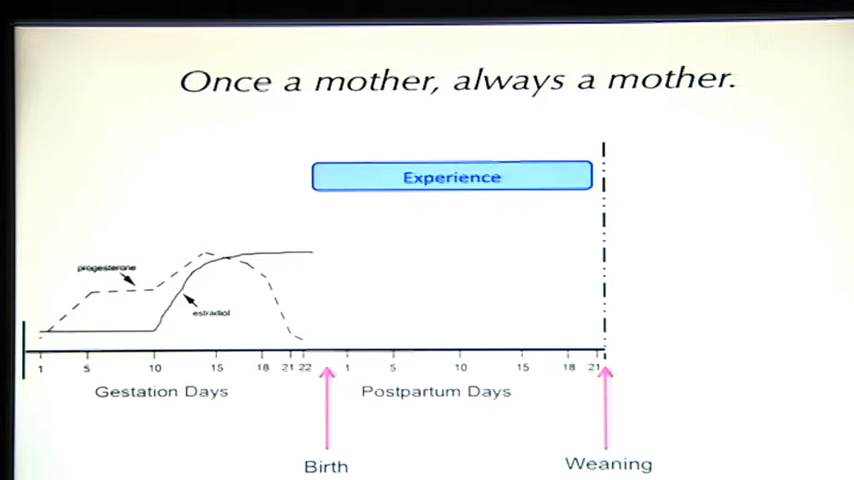 Once a mother, always a mother.
Experience
progesterone
estradiol
1 5 10 15 18 21 22 1 5 10 15 18 21
Gestation Days Postpartum Days
Birth Weaning